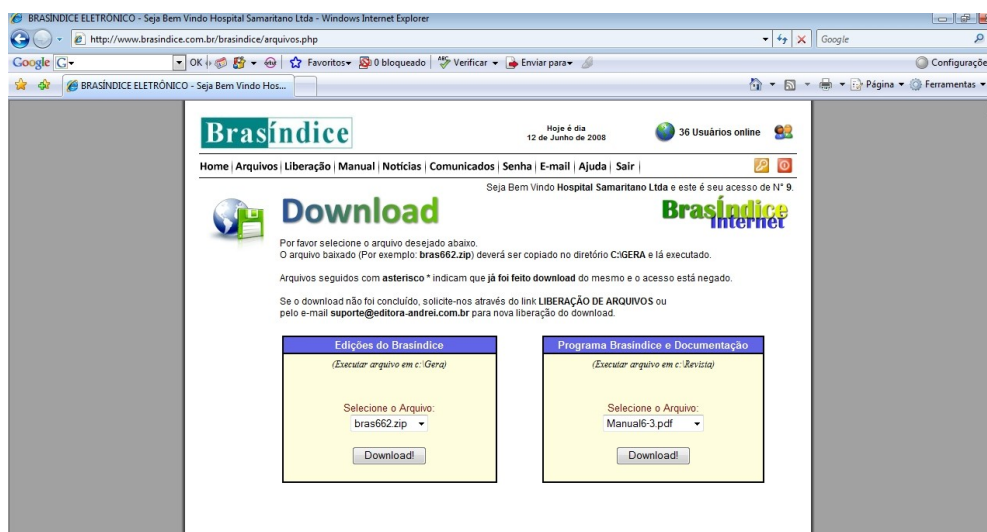 BRASÍNDICE ELETRÔNICO - Seja Bem Vindo Hospital Samaritano Ltda - Windows Internet Explorer
http://www.brasindice.com.br/brasindice/arquivos.php
Google
Google G OK Favoritos 0 bloqueado Verificar Enviar para Configuraçõe
BRASÍNDICE ELETRÔNICO - Seja Bem Vindo Hos... Página Ferramentas
Brasíndice
Hoje é dia
12 de Junho de 2008
36 Usuários online
Home | Arquivos | Liberação | Manual | Notícias | Comunicados | Senha | E-mail | Ajuda | Sair |
Seja Bem Vindo Hospital Samaritano Ltda e este é seu acesso de N° 9.
Download
Brasíndice
Internet
Por favor selecione o arquivo desejado abaixo.
O arquivo baixado (Por exemplo: bras662.zip) deverá ser copiado no diretório C:\GERA e lá executado.
Arquivos seguidos com asterisco * indicam que já foi feito download do mesmo e o acesso está negado.
Se o download não foi concluído, solicite-nos através do link LIBERAÇÃO DE ARQUIVOS ou
pelo e-mail suporte@editora-andrei.com.br para nova liberação do download.
Edições do Brasíndice
(Executar arquivo em c:\Gera)
Selecione o Arquivo:
bras662.zip
Download!
Programa Brasíndice e Documentação
(Executar arquivo em c:\Revista)
Selecione o Arquivo:
Manual6-3.pdf
Download!